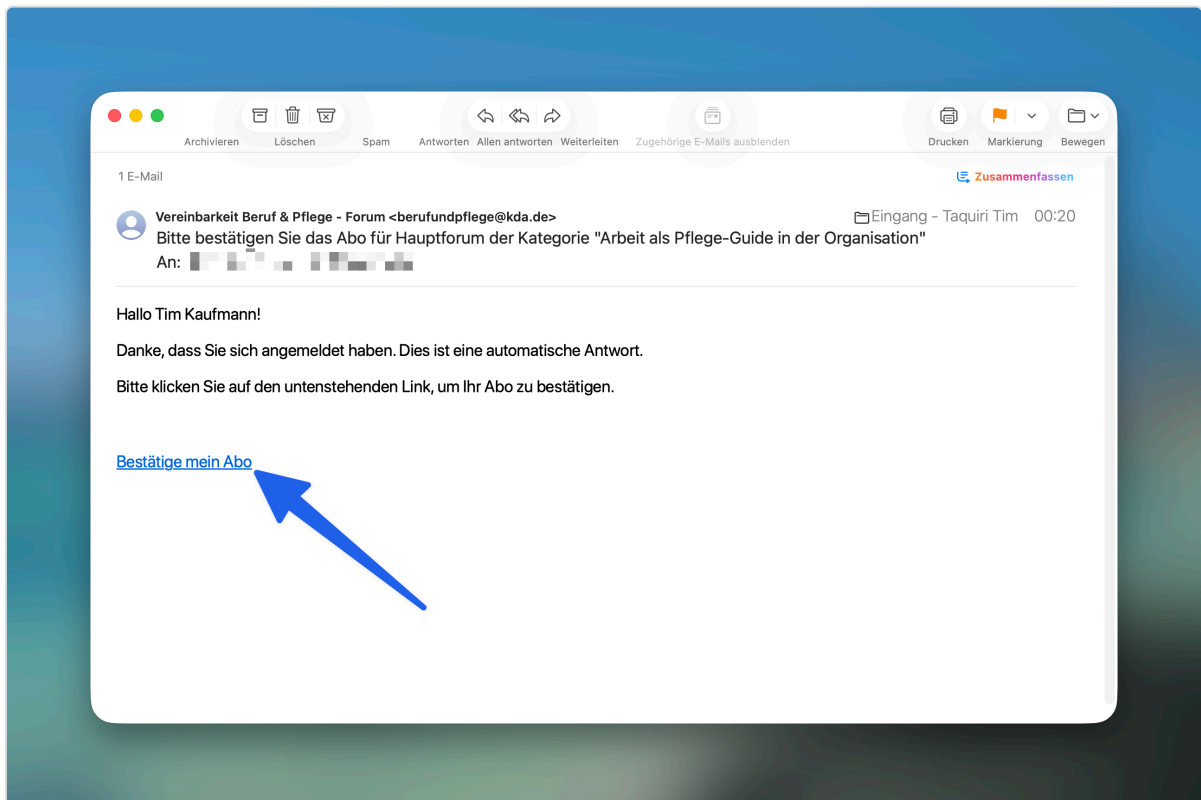 Archivieren Löschen Spam Antworten Allen antworten Weiterleiten Zugehörige E-Mails ausblenden Drucken Markierung Bewegen
1 E-Mail Zusammenfassen
Vereinbarkeit Beruf & Pflege - Forum <berufundpflege@kda.de> Eingang - Taquiri Tim 00:20
Bitte bestätigen Sie das Abo für Hauptforum der Kategorie "Arbeit als Pflege-Guide in der Organisation"
An:
Hallo Tim Kaufmann!
Danke, dass Sie sich angemeldet haben. Dies ist eine automatische Antwort.
Bitte klicken Sie auf den untenstehenden Link, um Ihr Abo zu bestätigen.
Bestätige mein Abo